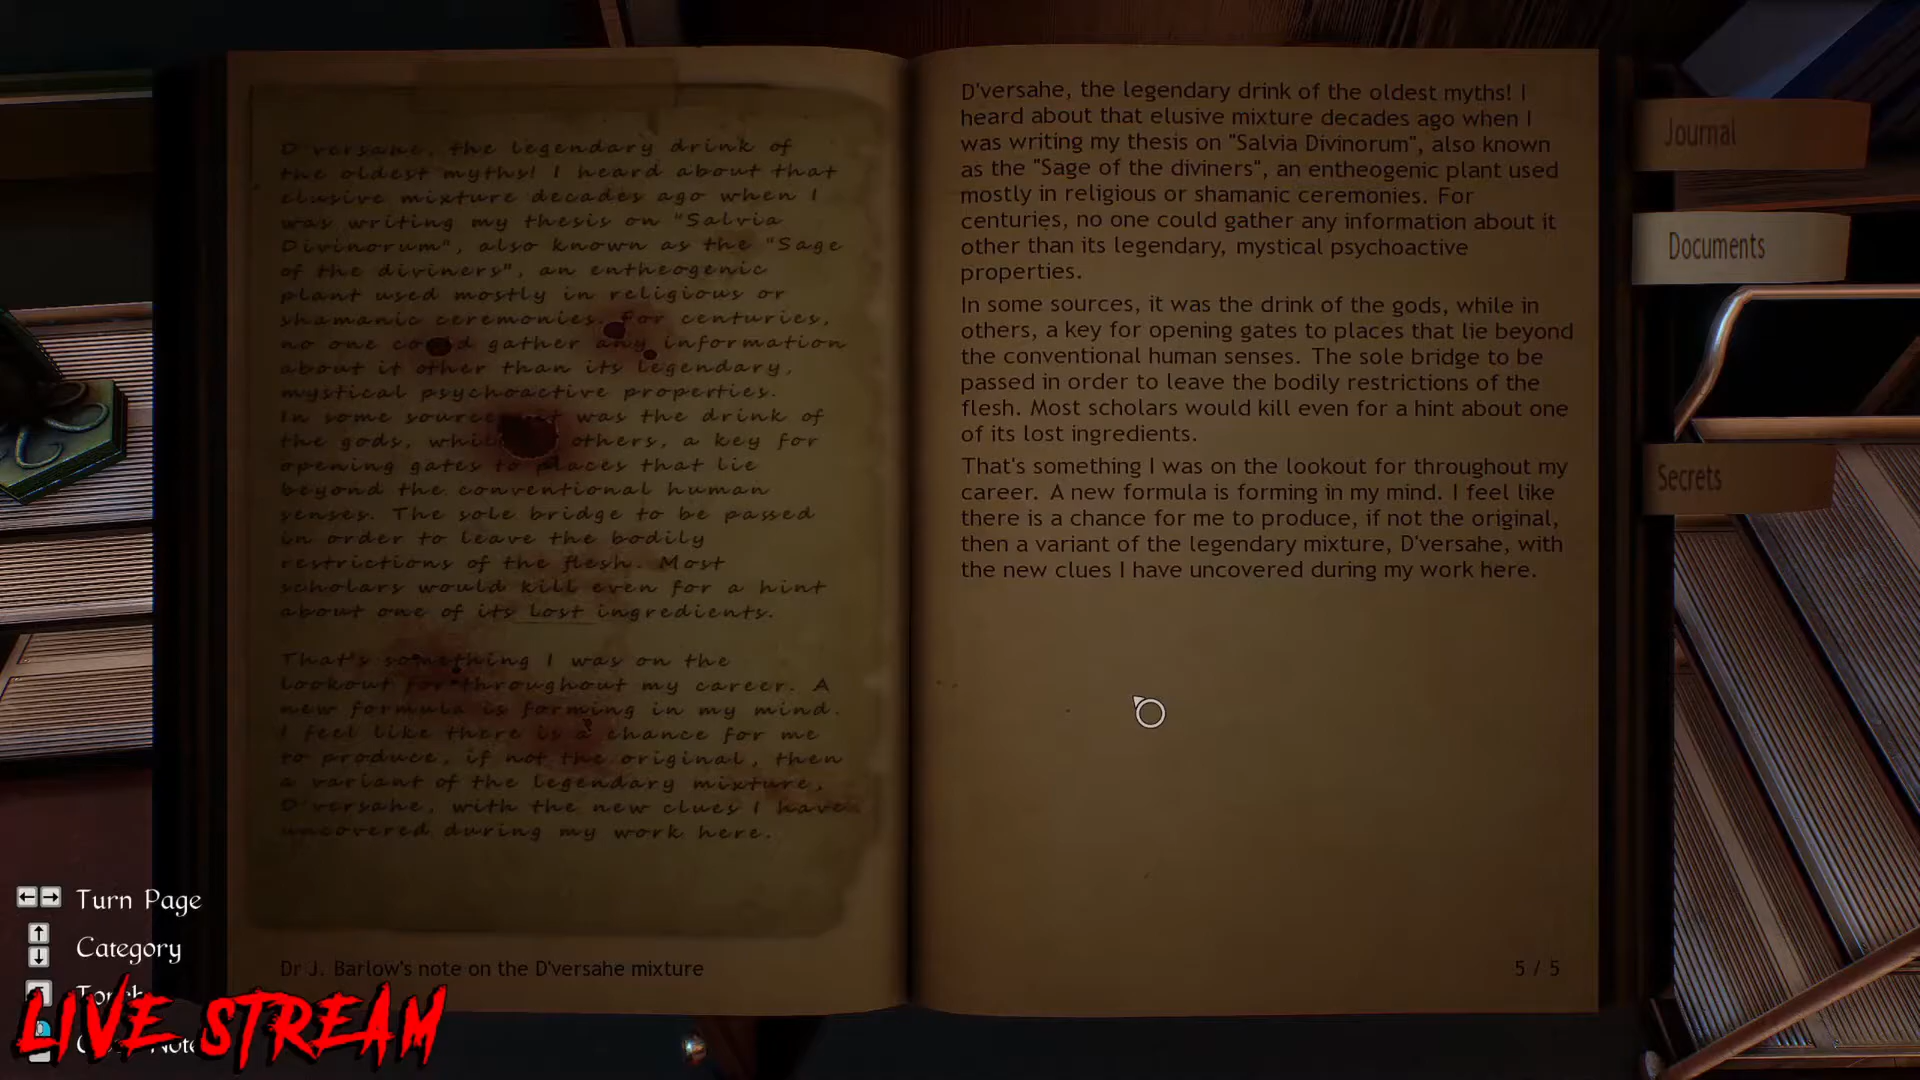 D'versahe, the legendary drink of
the oldest myths! I heard about that
elusive mixture decades ago when I
was writing my thesis on "Salvia
Divinorum", also known as the "Sage
of the diviners", an entheogenic
plant used mostly in religious or
shamanic ceremonies. For centuries,
no one could gather any information
about it other than its legendary,
mystical psychoactive properties.
In some sources, it was the drink of
the gods, while others, a key for
opening gates to places that lie
beyond the conventional human
senses. The sole bridge to be passed
in order to leave the bodily
restrictions of the flesh. Most
scholars would kill even for a hint
about one of its lost ingredients.
That's something I was on the
lookout for throughout my career. A
new formula is forming in my mind.
I feel like there is a chance for me
to produce, if not the original, then
a variant of the legendary mixture,
D'versahe, with the new clues I have
uncovered during my work here.
Dr J. Barlow's note on the D'versahe mixture
D'versahe, the legendary drink of the oldest myths! I
heard about that elusive mixture decades ago when I
was writing my thesis on "Salvia Divinorum", also known
as the "Sage of the diviners", an entheogenic plant used
mostly in religious or shamanic ceremonies. For
centuries, no one could gather any information about it
other than its legendary, mystical psychoactive
properties.
In some sources, it was the drink of the gods, while in
others, a key for opening gates to places that lie beyond
the conventional human senses. The sole bridge to be
passed in order to leave the bodily restrictions of the
flesh. Most scholars would kill even for a hint about one
of its lost ingredients.
That's something I was on the lookout for throughout my
career. A new formula is forming in my mind. I feel like
there is a chance for me to produce, if not the original,
then a variant of the legendary mixture, D'versahe, with
the new clues I have uncovered during my work here.
5 / 5
Journal
Documents
Secrets
Turn Page
Category
Torch
Note
LIVE STREAM